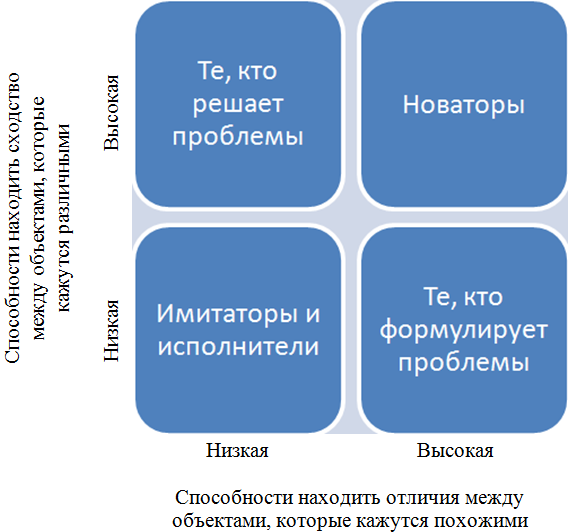 Способности находить сходство
между объектами, которые
кажутся различными
Высокая
Низкая
Те, кто
решает
проблемы
Новаторы
Имитаторы и
исполнители
Те, кто
формулирует
проблемы
Низкая
Высокая
Способности находить отличия между
объектами, которые кажутся похожими